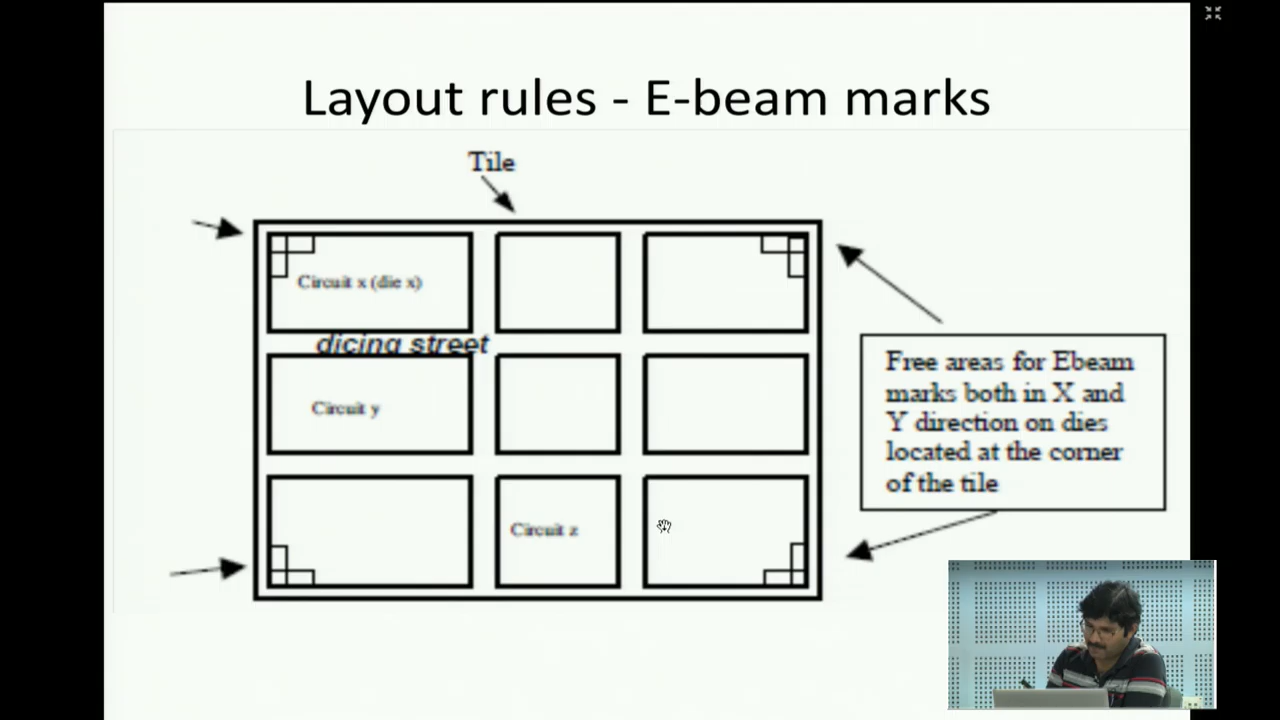 Layout rules - E-beam marks
Tile
Circuit x (die x)
dicing street
Circuit y
Circuit z
Free areas for Ebeam
marks both in X and
Y direction on dies
located at the corner
of the tile